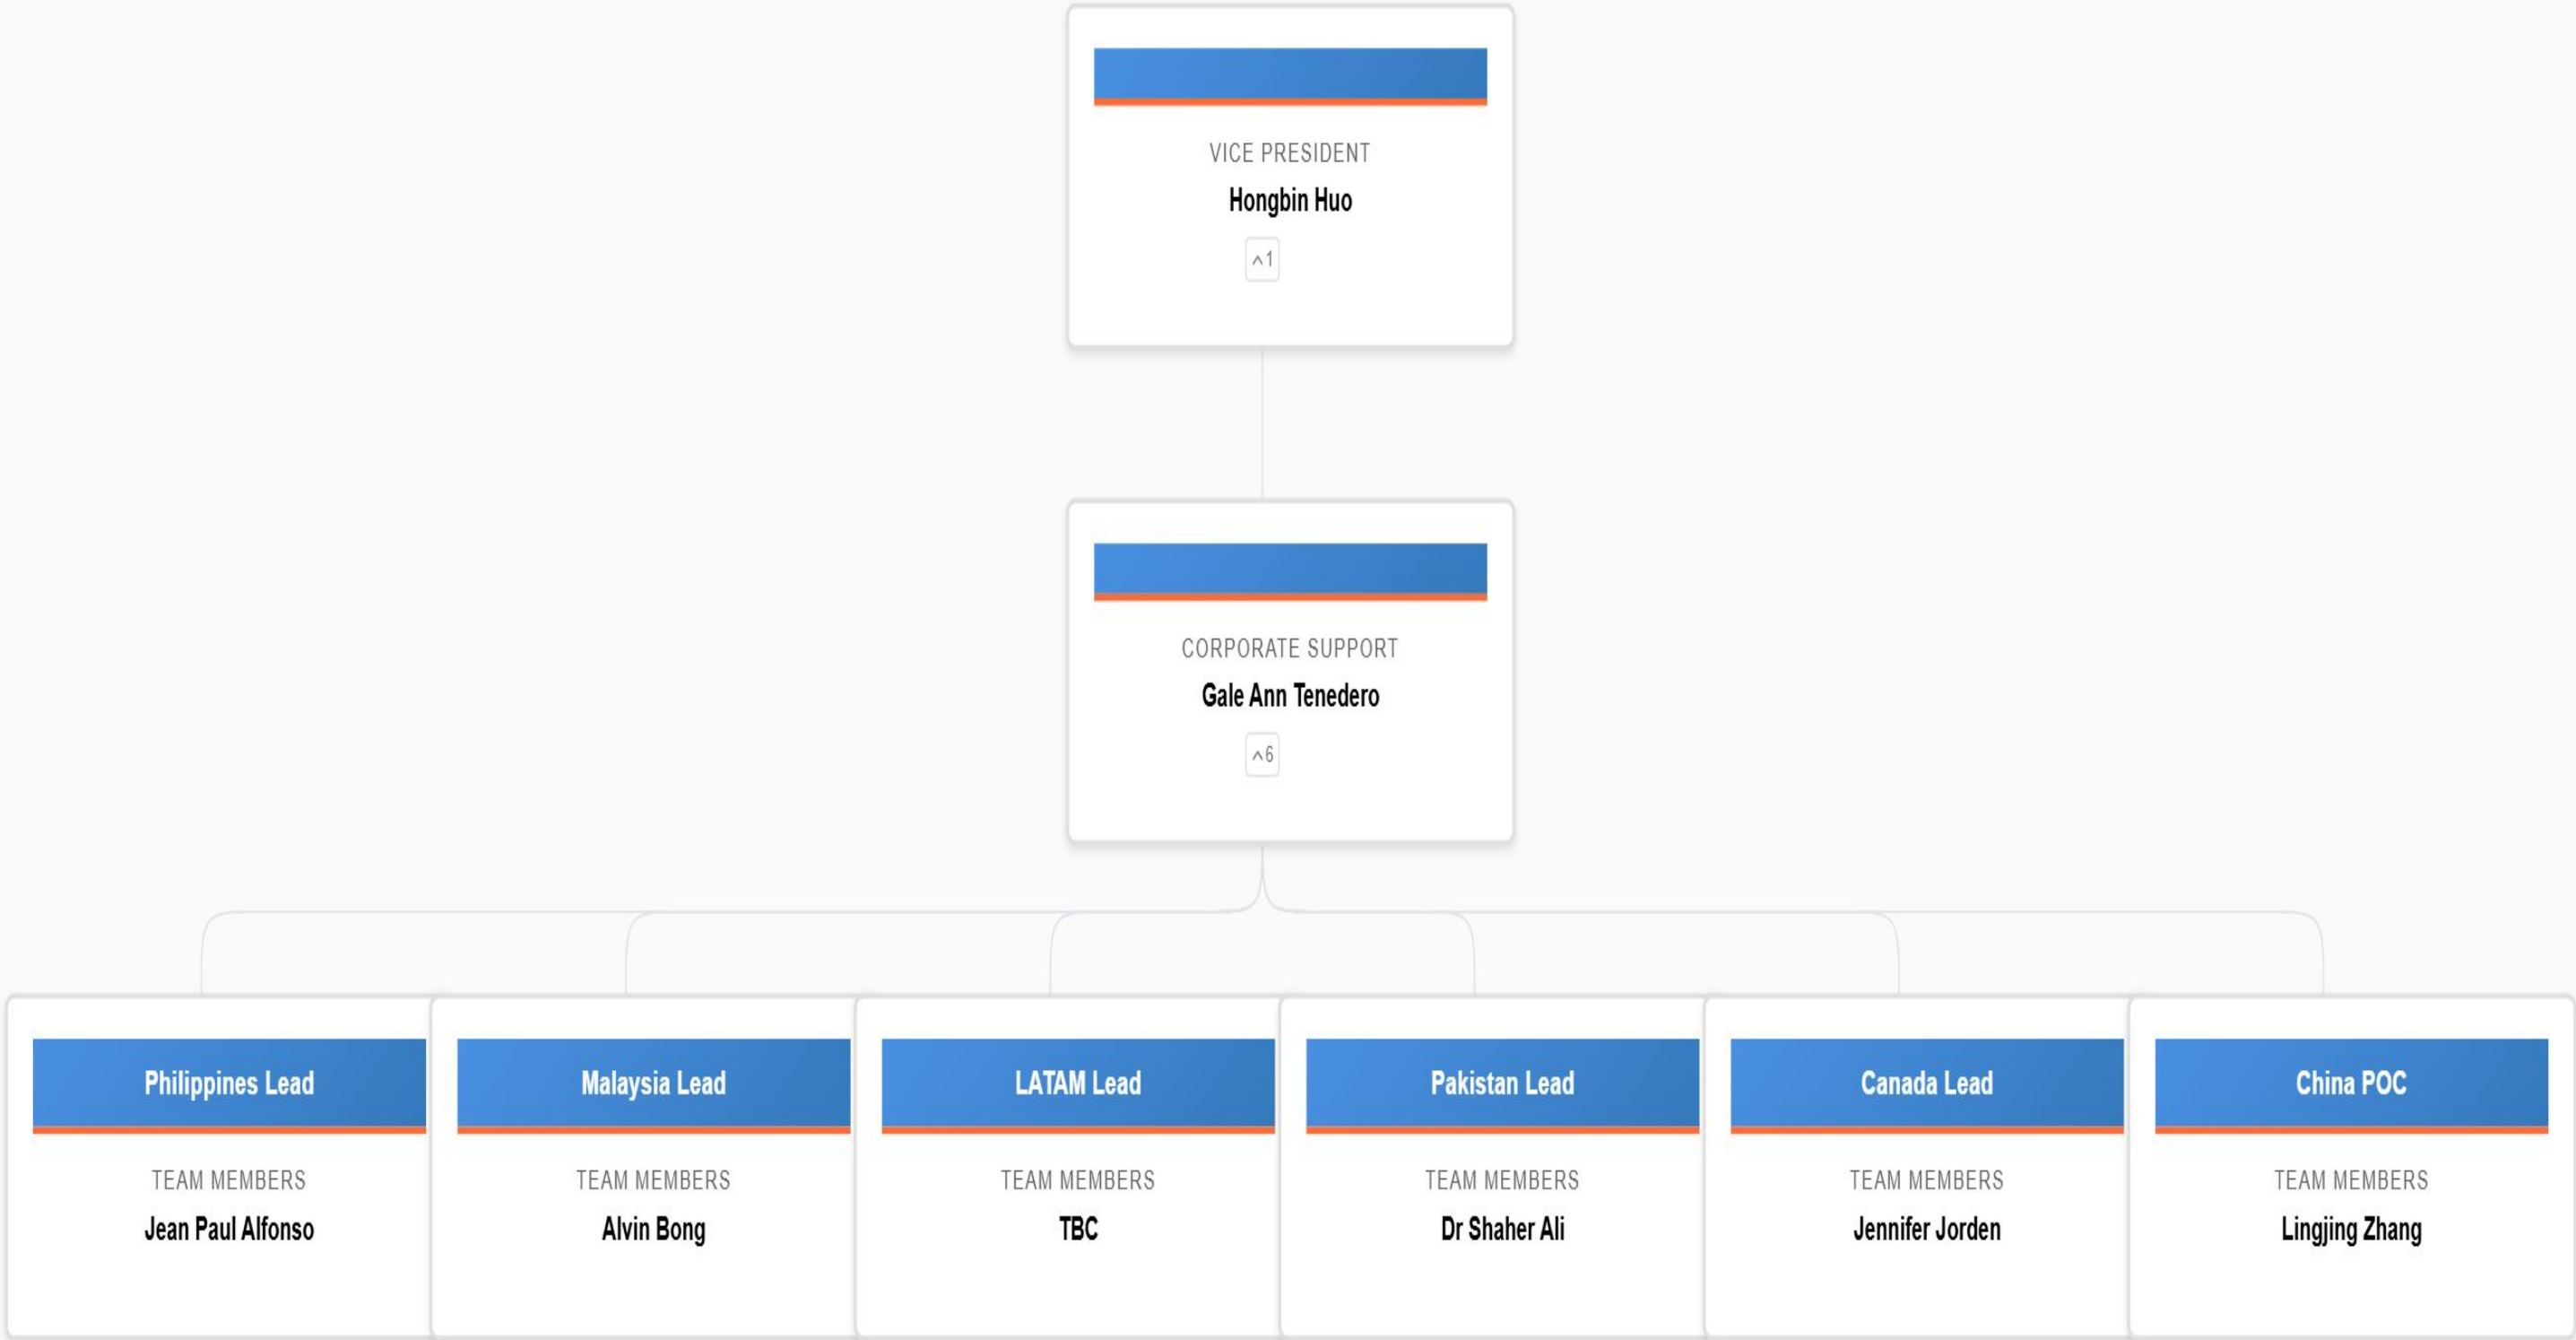 VICE PRESIDENT
Hongbin Huo
^1
CORPORATE SUPPORT
Gale Ann Tenedero
^6
Philippines Lead
TEAM MEMBERS
Jean Paul Alfonso
Malaysia Lead
TEAM MEMBERS
Alvin Bong
LATAM Lead
TEAM MEMBERS
TBC
Pakistan Lead
TEAM MEMBERS
Dr Shaher Ali
Canada Lead
TEAM MEMBERS
Jennifer Jorden
China POC
TEAM MEMBERS
Lingjing Zhang